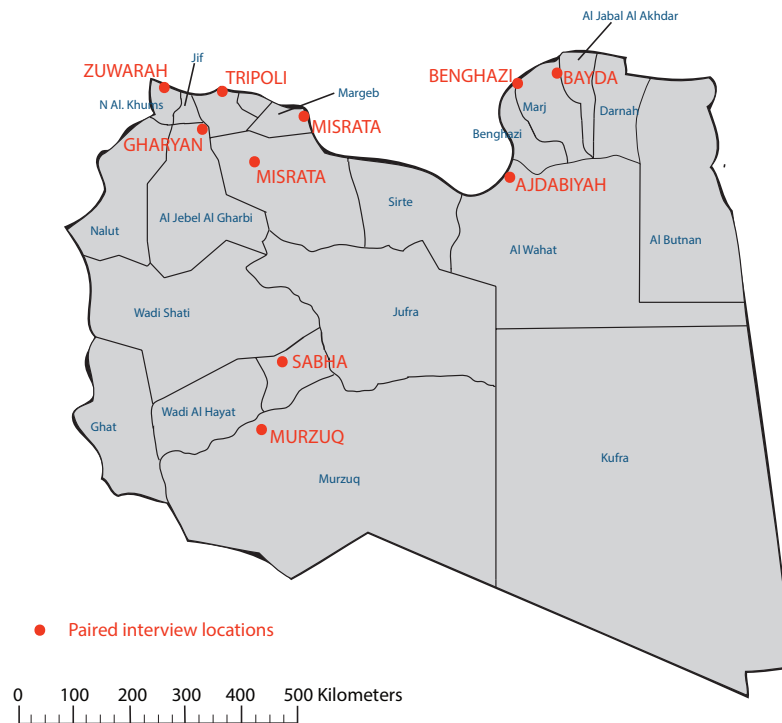 Al Jabal Al Akhdar
Jif
ZUWARAH
TRIPOLI
BENGHAZI
BAYDA
N Al. Khums
Margeb
Marj
Darnah
MISRATA
GHARYAN
Benghazi
MISRATA
AJDABIYAH
Sirte
Al Jebel Al Gharbi
Nalut
Al Wahat
Al Butnan
Wadi Shati
Jufra
SABHA
Wadi Al Hayat
Ghat
MURZUQ
Kufra
Murzuq
Paired interview locations
0 100 200 300 400 500 Kilometers